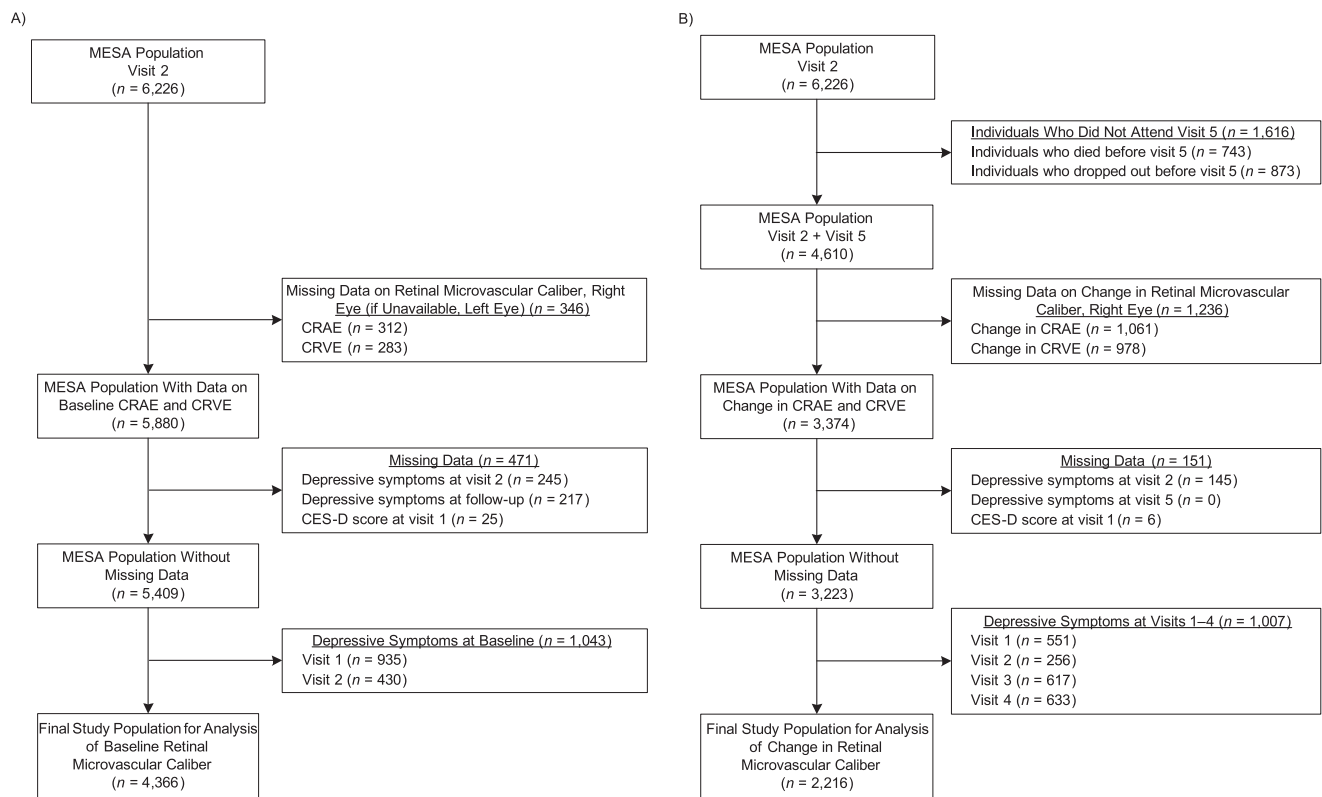 A)
MESA Population
Visit 2
(n = 6,226)
Missing Data on Retinal Microvascular Caliber, Right
Eye (if Unavailable, Left Eye) (n = 346)
CRAE (n = 312)
CRVE (n = 283)
MESA Population With Data on
Baseline CRAE and CRVE
(n = 5,880)
Missing Data (n = 471)
Depressive symptoms at visit 2 (n = 245)
Depressive symptoms at follow-up (n = 217)
CES-D score at visit 1 (n = 25)
MESA Population Without
Missing Data
(n = 5,409)
Depressive Symptoms at Baseline (n = 1,043)
Visit 1 (n = 935)
Visit 2 (n = 430)
Final Study Population for Analysis
of Baseline Retinal
Microvascular Caliber
(n = 4,366)
B)
MESA Population
Visit 2
(n = 6,226)
Individuals Who Did Not Attend Visit 5 (n = 1,616)
Individuals who died before visit 5 (n = 743)
Individuals who dropped out before visit 5 (n = 873)
MESA Population
Visit 2 + Visit 5
(n = 4,610)
Missing Data on Change in Retinal Microvascular
Caliber, Right Eye (n = 1,236)
Change in CRAE (n = 1,061)
Change in CRVE (n = 978)
MESA Population With Data on
Change in CRAE and CRVE
(n = 3,374)
Missing Data (n = 151)
Depressive symptoms at visit 2 (n = 145)
Depressive symptoms at visit 5 (n = 0)
CES-D score at visit 1 (n = 6)
MESA Population Without
Missing Data
(n = 3,223)
Depressive Symptoms at Visits 1–4 (n = 1,007)
Visit 1 (n = 551)
Visit 2 (n = 256)
Visit 3 (n = 617)
Visit 4 (n = 633)
Final Study Population for Analysis
of Change in Retinal
Microvascular Caliber
(n = 2,216)